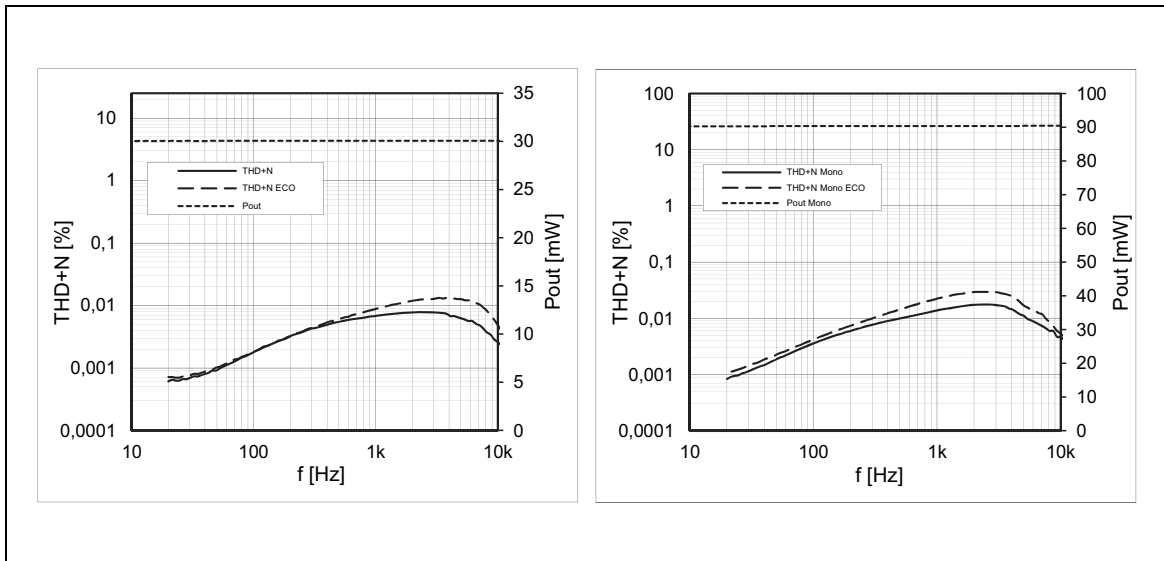 10
1
0,1
0,01
0,001
0,0001
THD+N [%]
THD+N
THD+N ECO
Pout
35
30
25
20
15
10
5
0
Pout [mW]
10
100
1k
10k
f [Hz]
100
10
1
0,1
0,01
0,001
0,0001
THD+N [%]
THD+N Mono
THD+N Mono ECO
Pout Mono
100
90
80
70
60
50
40
30
20
10
0
Pout [mW]
10
100
1k
10k
f [Hz]